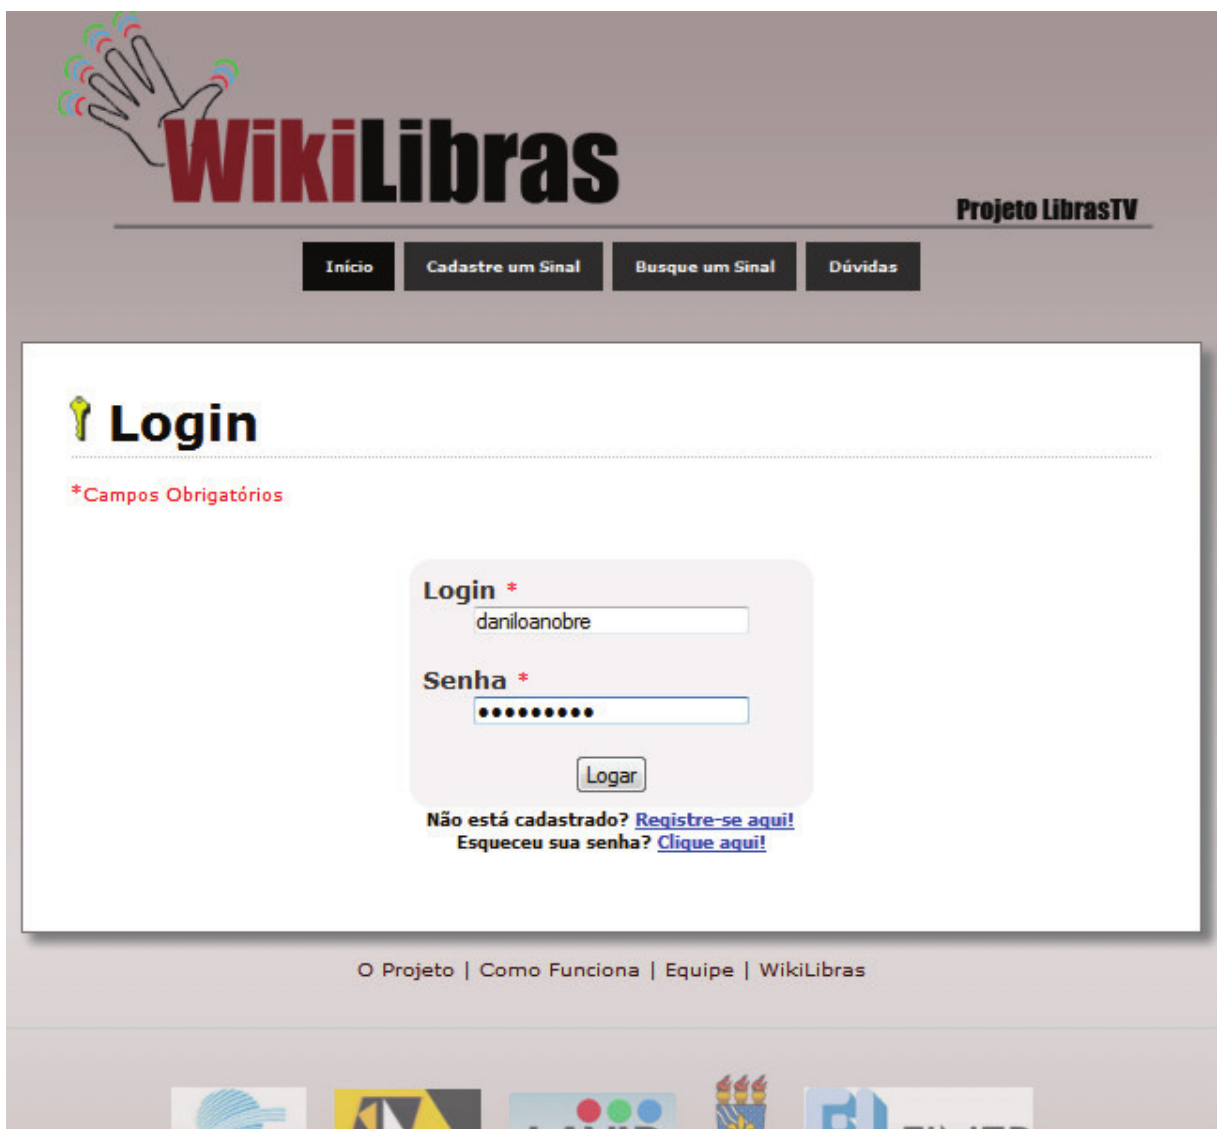 WikiLibras
Projeto LibrasTV
Início Cadastre um Sinal Busque um Sinal Dúvidas
Login
*Campos Obrigatórios
Login *
daniloanobre
Senha *
•••••••••
Logar
Não está cadastrado? Registre-se aqui!
Esqueceu sua senha? Clique aqui!
O Projeto | Como Funciona | Equipe | WikiLibras